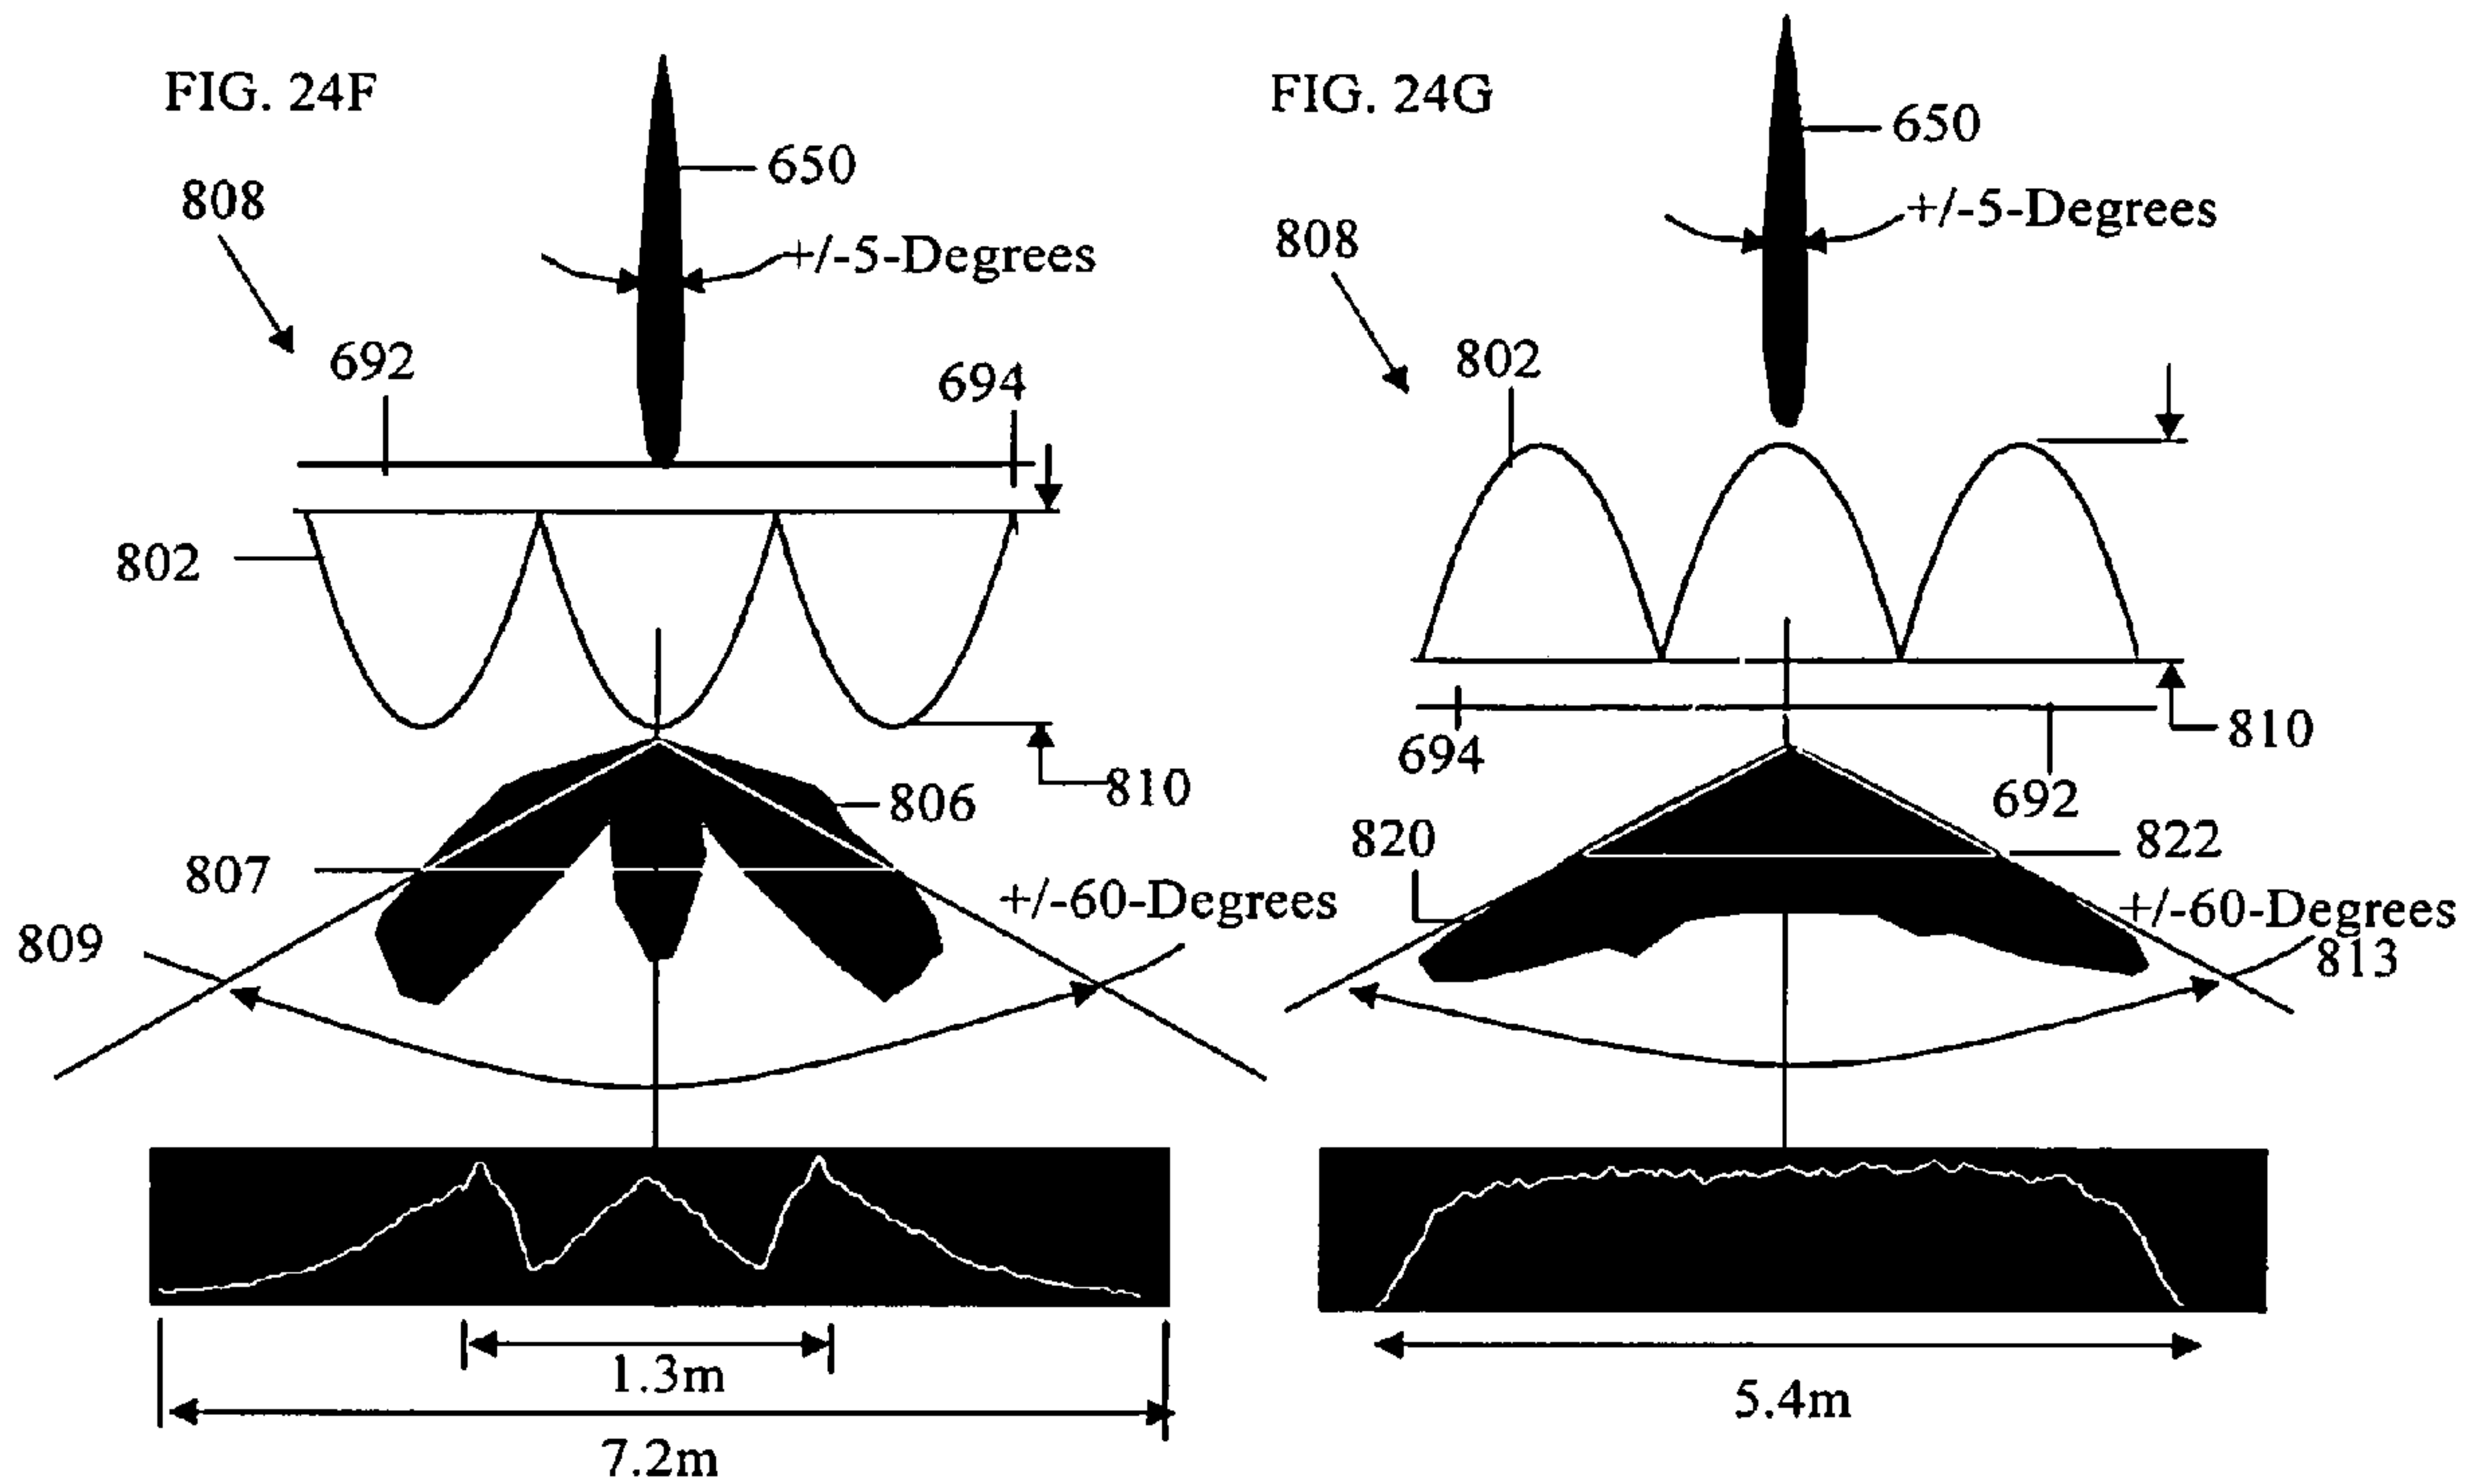 FIG. 24F
650
808
+/-5-Degrees
692
694
802
810
806
807
+/-60-Degrees
809
1.3m
7.2m
FIG. 24G
650
+/-5-Degrees
808
802
810
694
692
820
822
+/-60-Degrees
813
5.4m